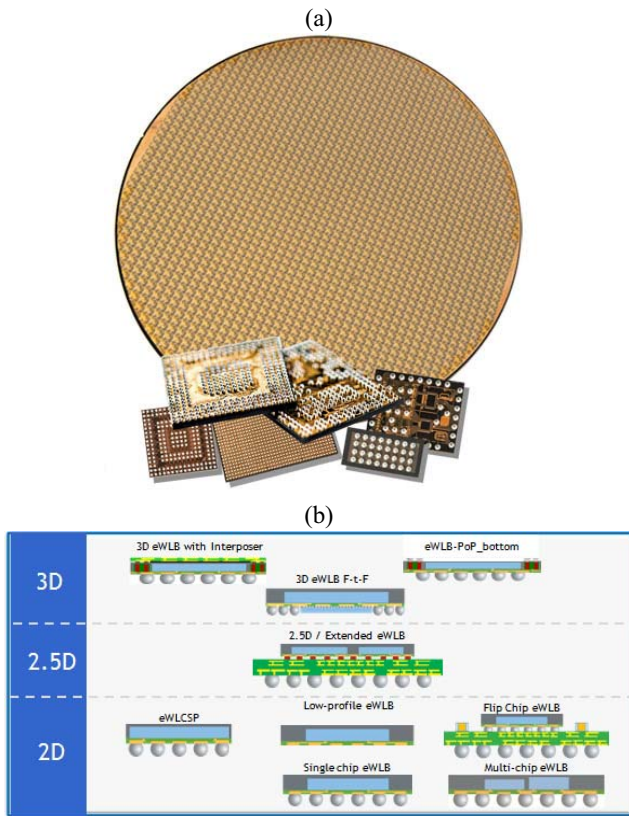 (a)
(b)
3D
3D eWLB with Interposer
eWLB-PoP_bottom
3D eWLB F-t-F
2.5D
2.5D / Extended eWLB
2D
eWLCSP
Low-profile eWLB
Flip Chip eWLB
Single chip eWLB
Multi-chip eWLB